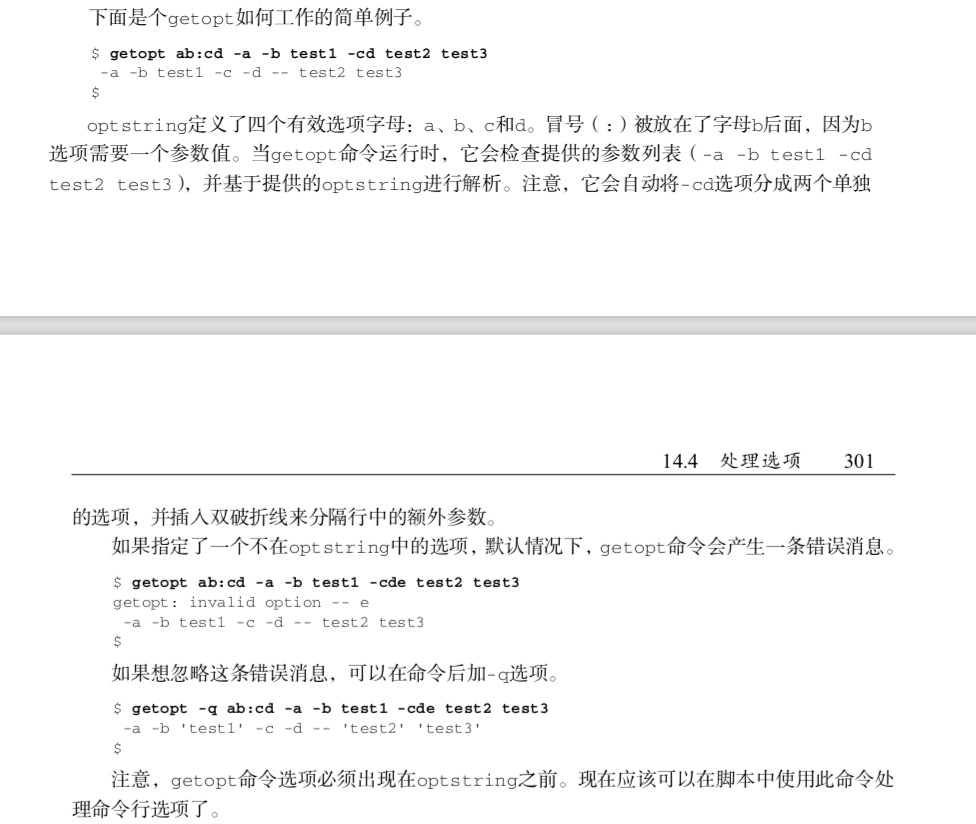 下面是个getopt如何工作的简单例子。
$ getopt ab:cd -a -b test1 -cd test2 test3
-a -b test1 -c -d -- test2 test3
$
optstring定义了四个有效选项字母：a、b、c和d。冒号（:）被放在了字母b后面，因为b
选项需要一个参数值。当getopt命令运行时，它会检查提供的参数列表（-a -b test1 -cd
test2 test3），并基于提供的optstring进行解析。注意，它会自动将-cd选项分成两个单独
14.4 处理选项 301
的选项，并插入双破折线来分隔行中的额外参数。
如果指定了一个不在optstring中的选项，默认情况下，getopt命令会产生一条错误消息。
$ getopt ab:cd -a -b test1 -cde test2 test3
getopt: invalid option -- e
-a -b test1 -c -d -- test2 test3
$
如果想忽略这条错误消息，可以在命令后加-q选项。
$ getopt -q ab:cd -a -b test1 -cde test2 test3
-a -b 'test1' -c -d -- 'test2' 'test3'
$
注意，getopt命令选项必须出现在optstring之前。现在应该可以在脚本中使用此命令处
理命令行选项了。